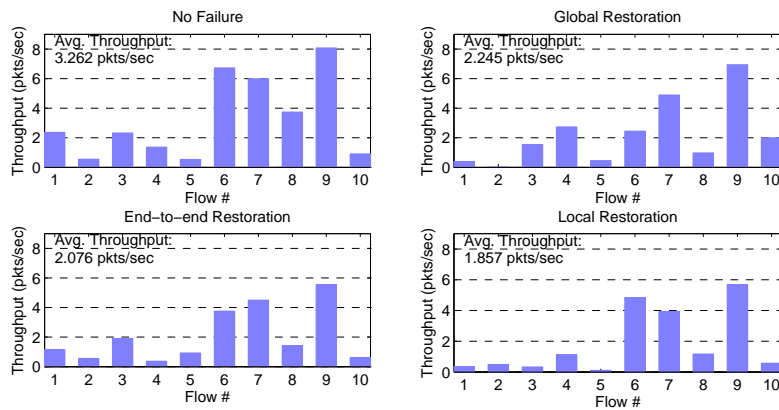 No Failure
Avg. Throughput:
3.262 pkts/sec
Throughput (pkts/sec)
8
6
4
2
0
1 2 3 4 5 6 7 8 9 10
Flow #
Global Restoration
Avg. Throughput:
2.245 pkts/sec
Throughput (pkts/sec)
8
6
4
2
0
1 2 3 4 5 6 7 8 9 10
Flow #
End−to−end Restoration
Avg. Throughput:
2.076 pkts/sec
Throughput (pkts/sec)
8
6
4
2
0
1 2 3 4 5 6 7 8 9 10
Flow #
Local Restoration
Avg. Throughput:
1.857 pkts/sec
Throughput (pkts/sec)
8
6
4
2
0
1 2 3 4 5 6 7 8 9 10
Flow #